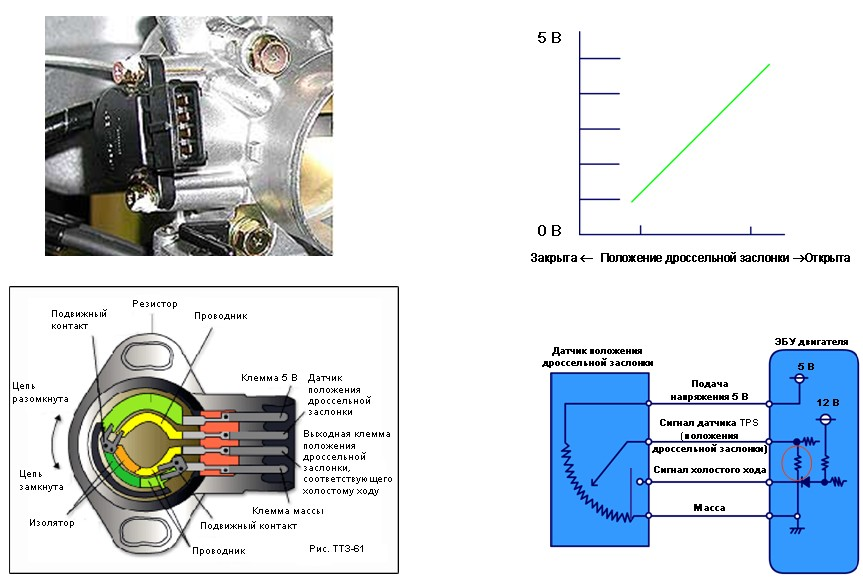 5 В
0 В
Закрыта ← Положение дроссельной заслонки →Открыта
Резистор
Подвижный
контакт
Проводник
Цепь
разомкнута
Клемма 5 В
Датчик
положения
дроссельной
заслонки
Выходная клемма
положения
дроссельной
заслонки,
соответствующего
холостому ходу
Цепь
замкнута
Клемма массы
Изолятор
Подвижный контакт
Проводник
Рис. ТТЗ-61
Датчик положения
дроссельной заслонки
ЭБУ двигателя
5 В
Подача
напряжения 5 В
12 В
Сигнал датчика TPS
(положения
дроссельной заслонки)
Сигнал холостого хода
Масса